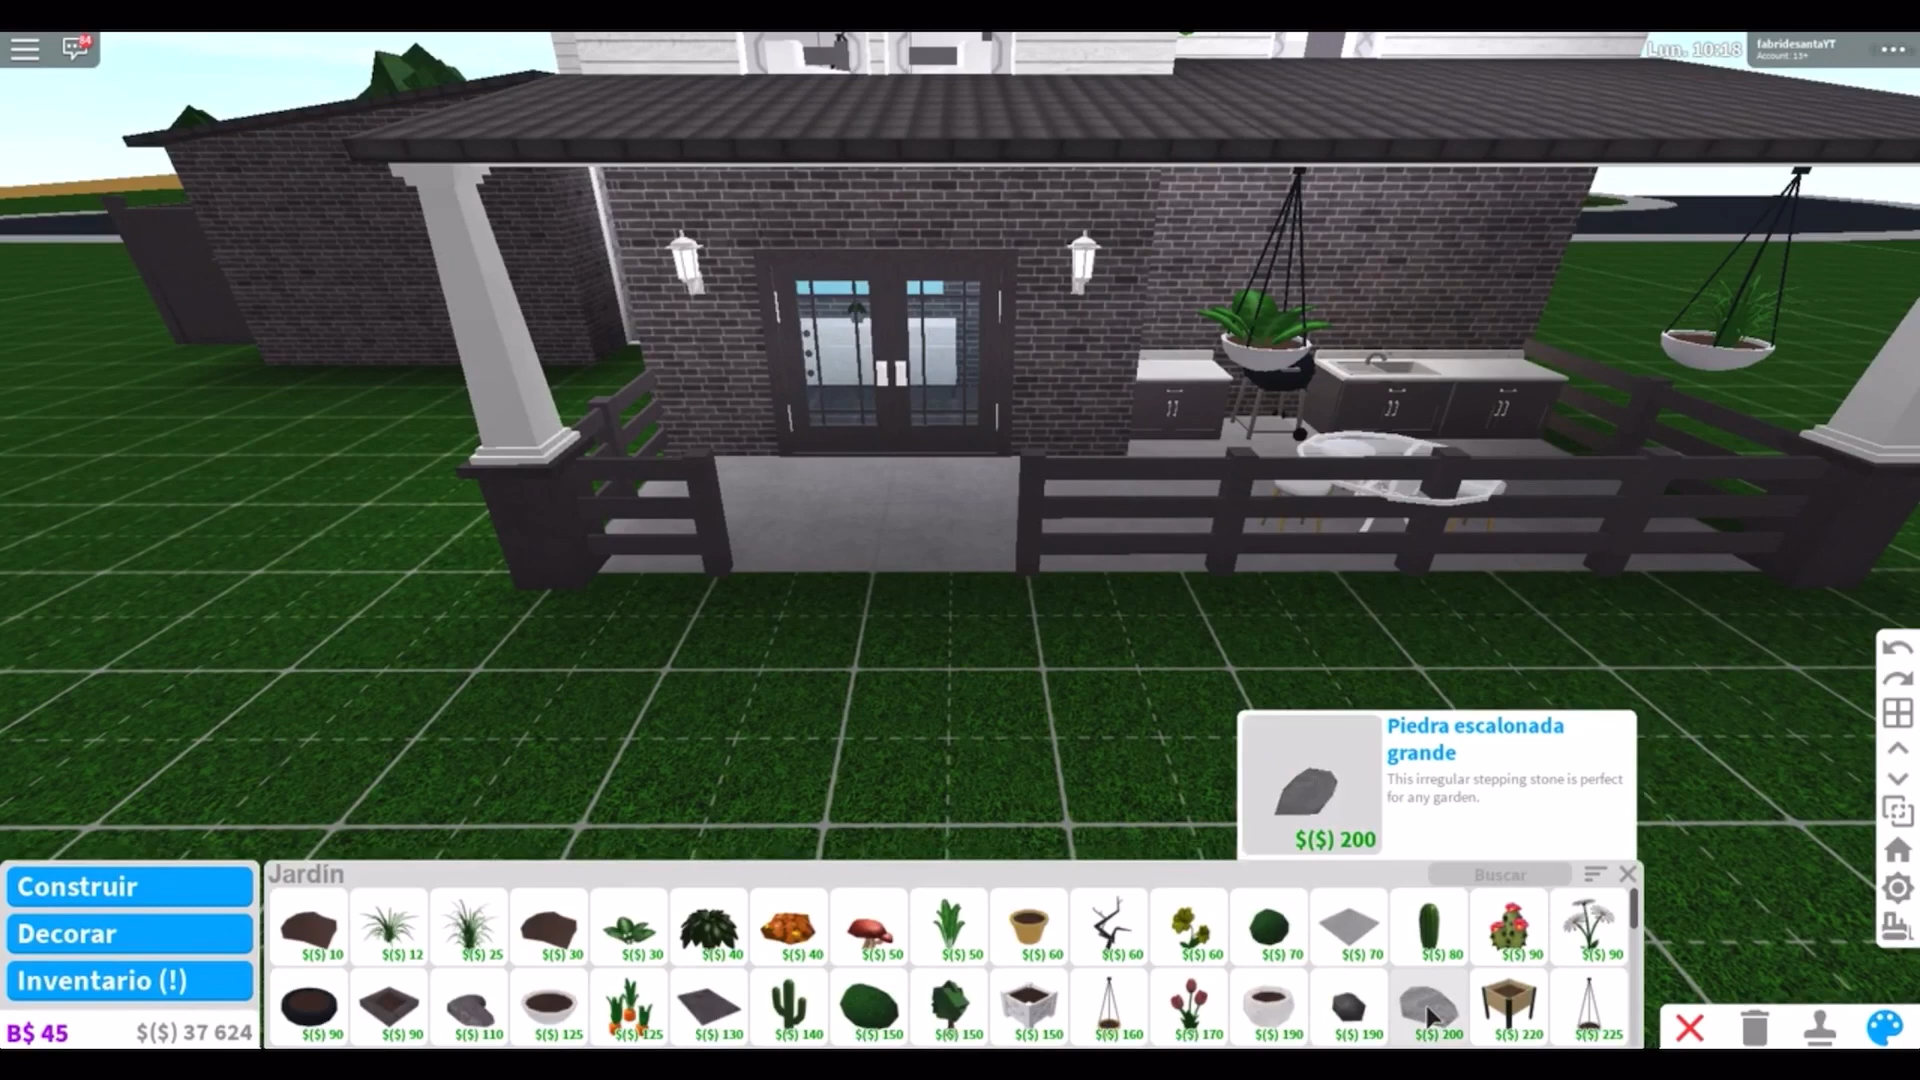 84
Lun. 10:18
fabridesantaYT
Account: 13+
Piedra escalonada
grande
This irregular stepping stone is perfect
for any garden.
$($) 200
Construir
Decorar
Inventario (!)
B$ 45
$($) 37 624
Jardín
Buscar
$($) 10 $($) 12 $($) 25 $($) 30 $($) 30 $($) 40 $($) 40 $($) 50 $($) 50 $($) 60 $($) 60 $($) 60 $($) 70 $($) 70 $($) 80 $($) 90 $($) 90
$($) 90 $($) 90 $($) 110 $($) 125 $($) 125 $($) 130 $($) 140 $($) 150 $($) 150 $($) 150 $($) 160 $($) 170 $($) 190 $($) 190 $($) 200 $($) 220 $($) 225